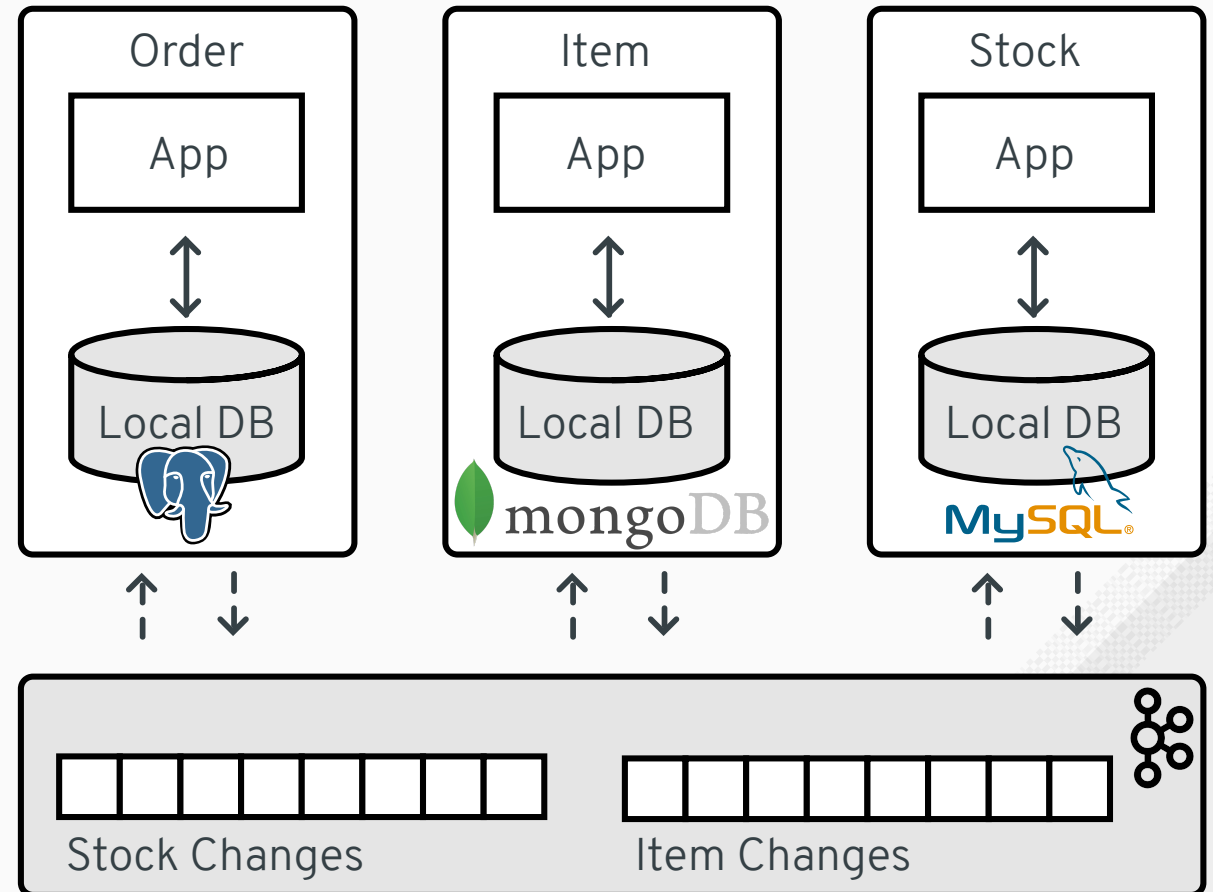 Order
App
Local DB
Item
App
Local DB
mongoDB
Stock
App
Local DB
MySQL®
Stock Changes
Item Changes